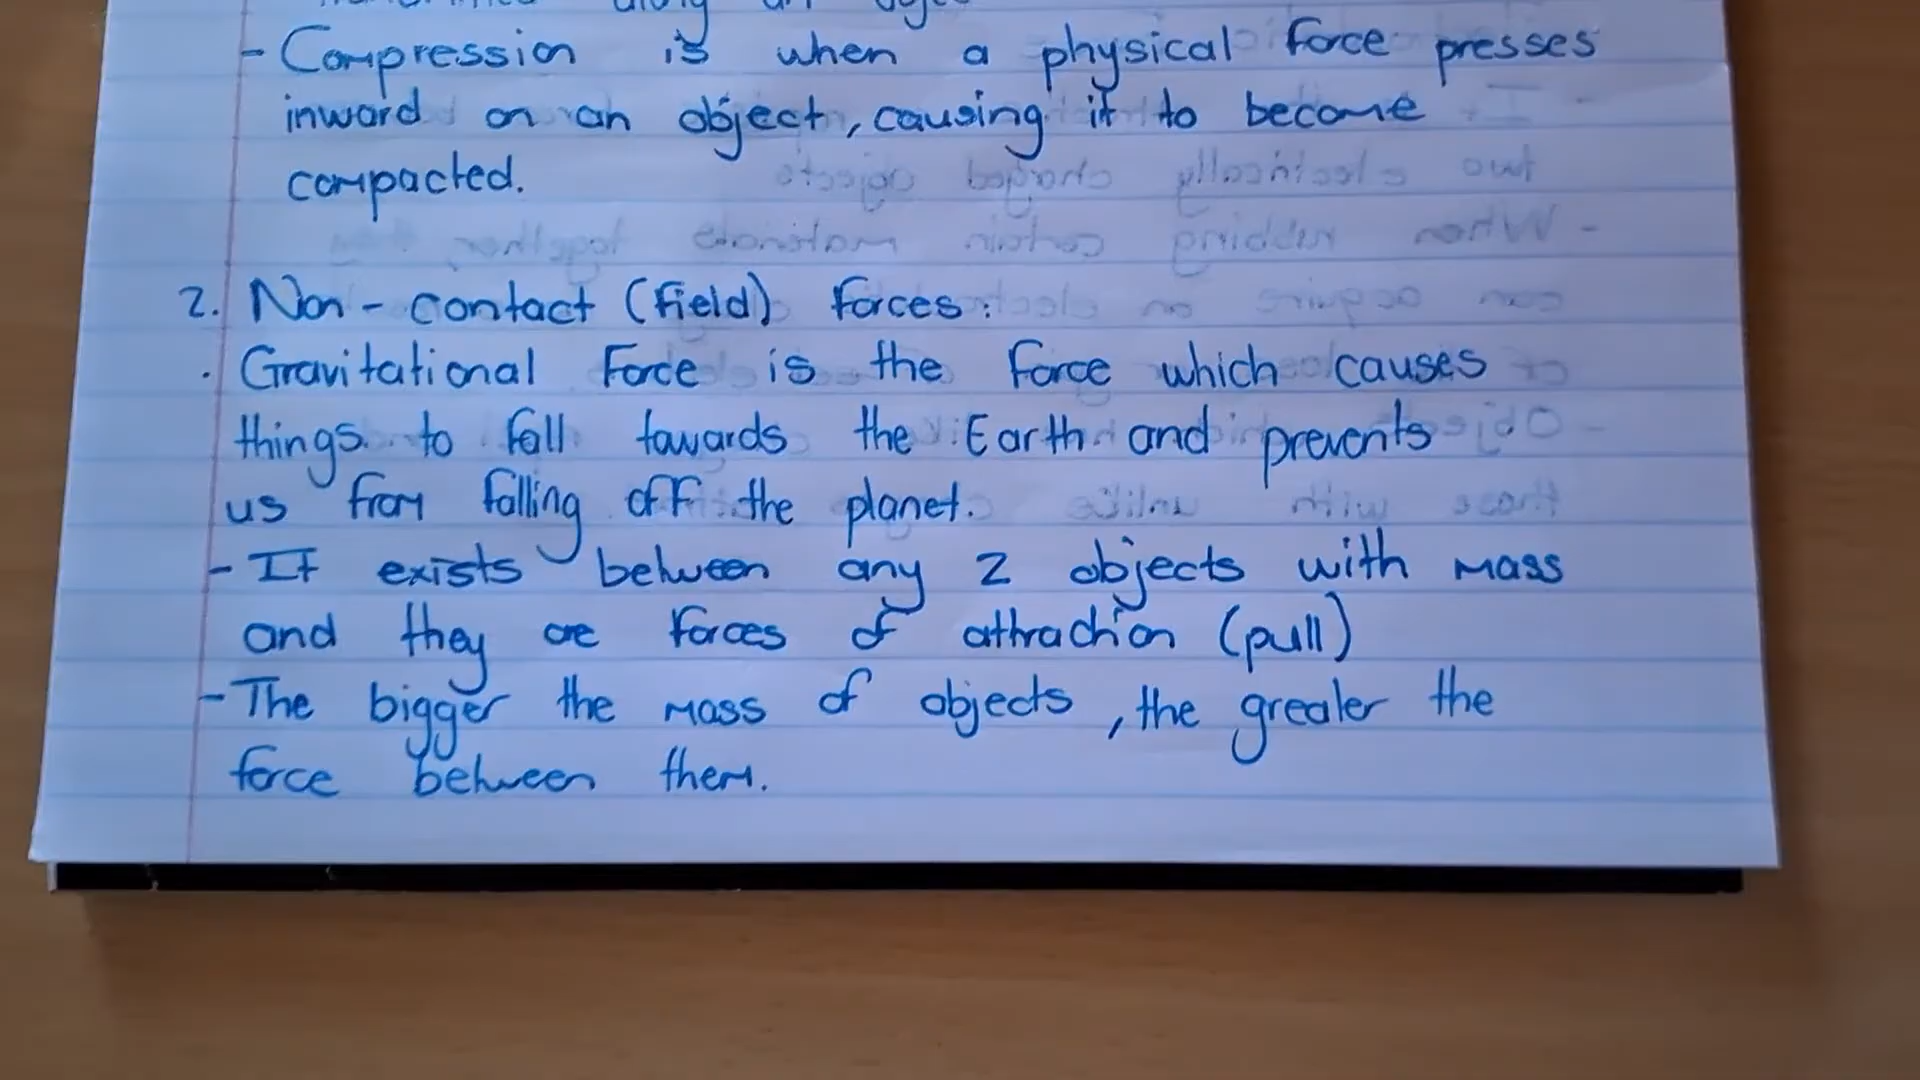 along an
- Compression is when a physical force presses
inward on an object, causing it to become
compacted.
2. Non-contact (field) forces:
· Gravitational Force is the force which causes
things to fall towards the Earth and prevents
us from falling off the planet.
- It exists between any 2 objects with mass
and they are forces of attraction (pull)
- The bigger the mass of objects, the greater the
force between them.